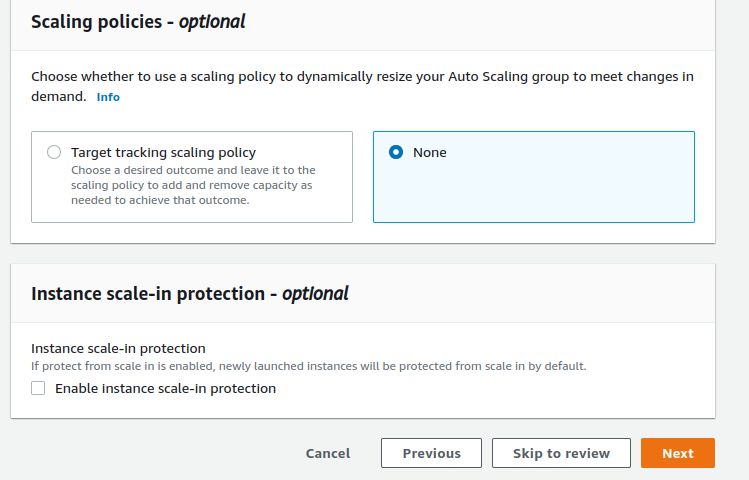 Scaling policies - optional
Choose whether to use a scaling policy to dynamically resize your Auto Scaling group to meet changes in
demand. Info
Target tracking scaling policy
Choose a desired outcome and leave it to the
scaling policy to add and remove capacity as
needed to achieve that outcome.
None
Instance scale-in protection - optional
Instance scale-in protection
If protect from scale in is enabled, newly launched instances will be protected from scale in by default.
Enable instance scale-in protection
Cancel Previous Skip to review Next